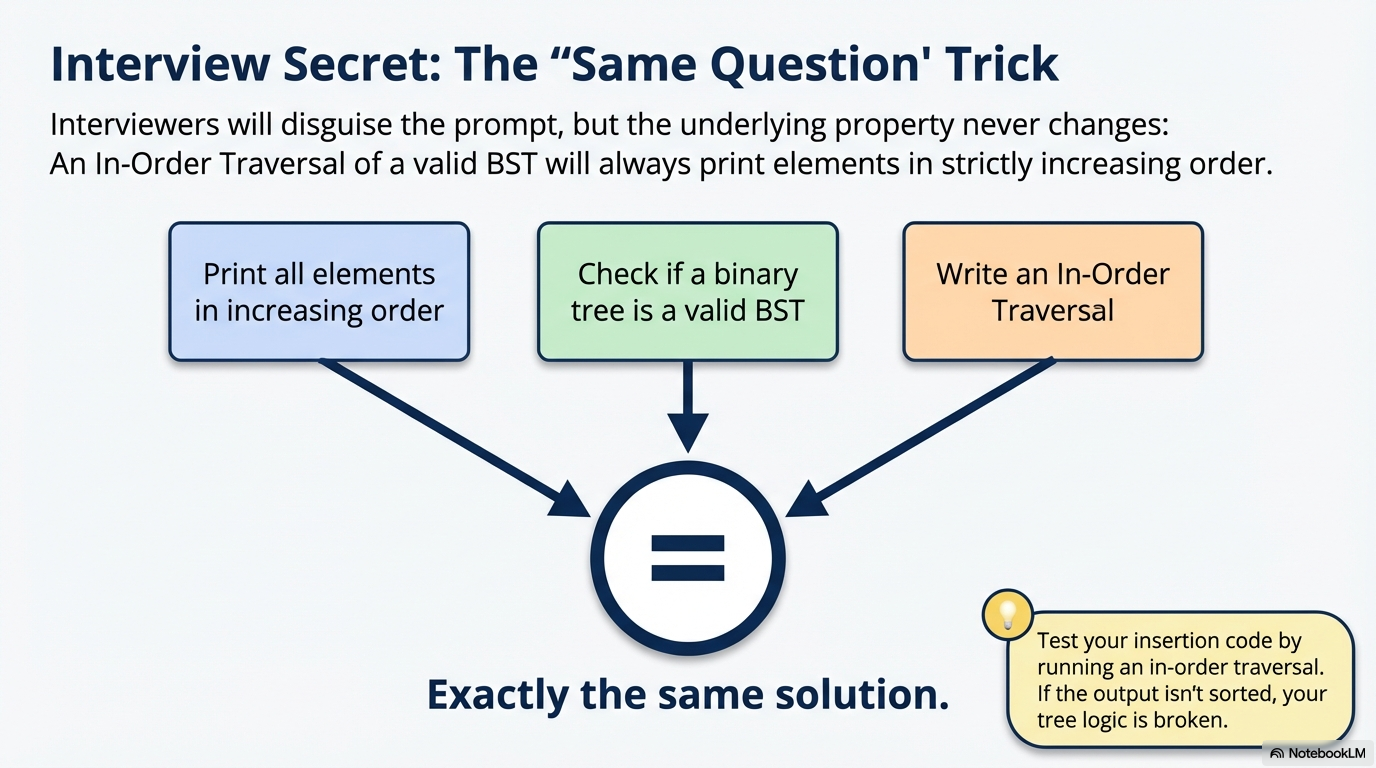 Interview Secret: The “Same Question' Trick
Interviewers will disguise the prompt, but the underlying property never changes:
An In-Order Traversal of a valid BST will always print elements in strictly increasing order.
Print all elements
in increasing order
Check if a binary
tree is a valid BST
Write an In-Order
Traversal
=
Exactly the same solution.
Test your insertion code by
running an in-order traversal.
If the output isn't sorted, your
tree logic is broken.
NotebookLM